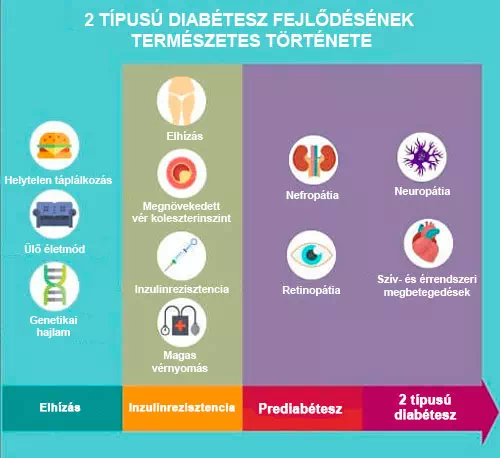 2 TÍPUSÚ DIABÉTESZ FEJLŐDÉSÉNEK
TERMÉSZETES TÖRTÉNETE
Helytelen táplálkozás
Ülő életmód
Genetikai
hajlam
Elhízás
Megnövekedett
vér koleszterinszint
Inzulinrezisztencia
Magas
vérnyomás
Nefropátia
Retinopátia
Neuropátia
Szív- és érrendszeri
megbetegedések
Elhízás
Inzulinrezisztencia
Prediabétesz
2 típusú
diabétesz